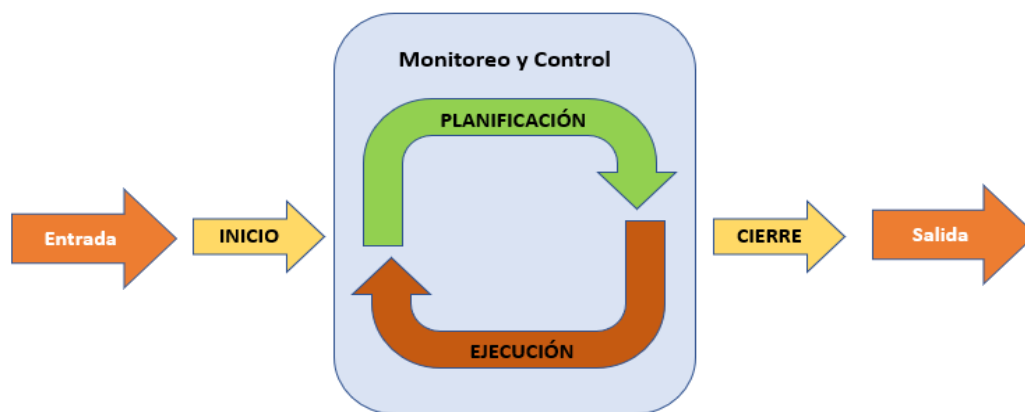 Monitoreo y Control
PLANIFICACIÓN
Entrada
INICIO
CIERRE
Salida
EJECUCIÓN